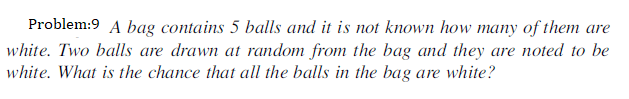 Problem:9 A bag contains 5 balls and it is not known how many of them are
white. Two balls are drawn at random from the bag and they are noted to be
white. What is the chance that all the balls in the bag are white?